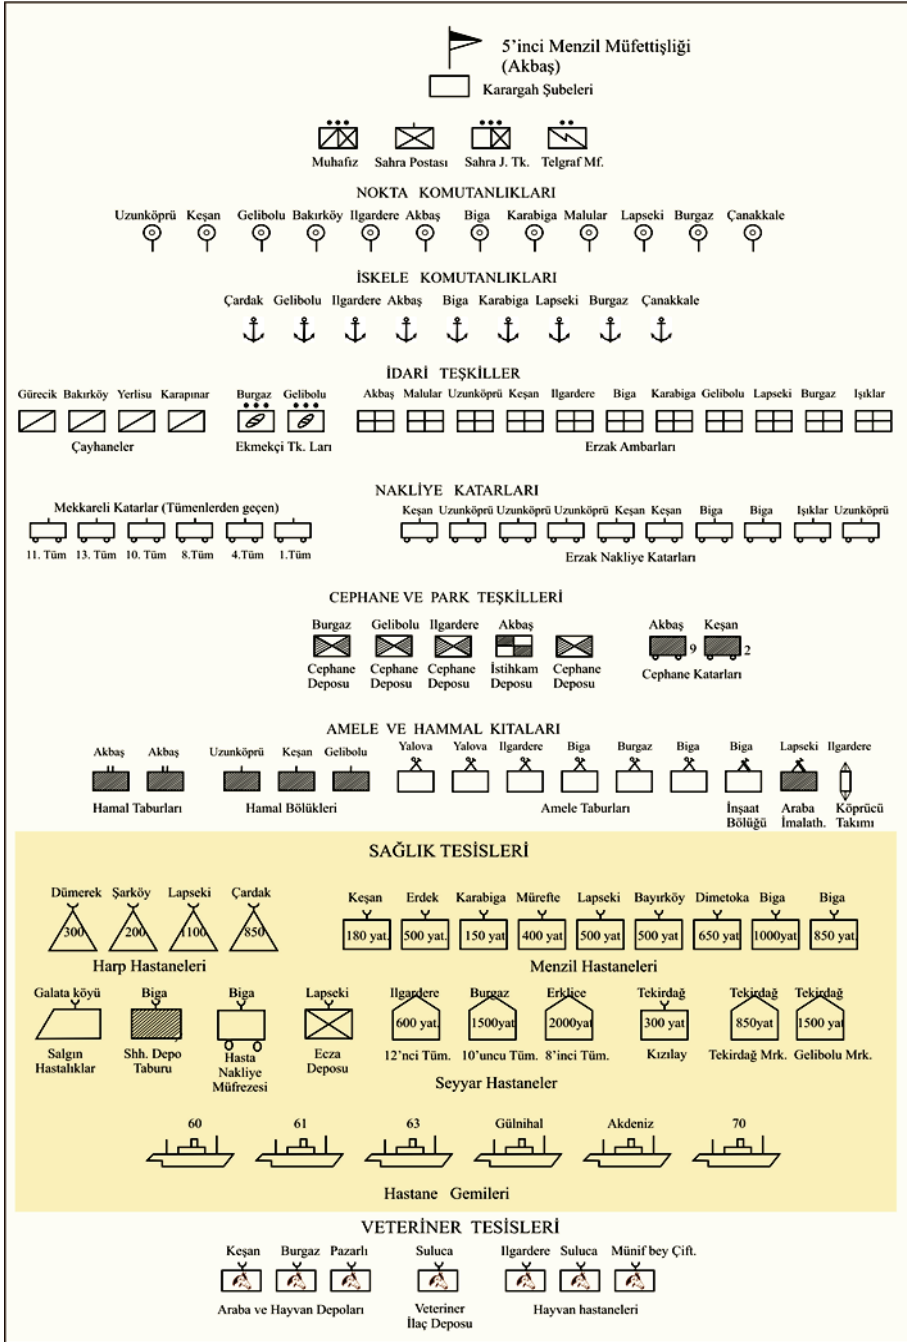 5'inci Menzil Müfettişliği
(Akbaş)
Karargah Şubeleri
Muhafız Sahra Postası Sahra J. Tk. Telgraf Mf.
NOKTA KOMUTANLIKLARI
Uzunköprü Keşan Gelibolu Bakırköy Ilgardere Akbaş Biga Karabiga Malular Lapseki Burgaz Çanakkale
İSKELE KOMUTANLIKLARI
Çardak Gelibolu Ilgardere Akbaş Biga Karabiga Lapseki Burgaz Çanakkale
İDARİ TEŞKİLLER
Gürecik Bakırköy Yerlisu Karapınar Burgaz Gelibolu Akbaş Malular Uzunköprü Keşan Ilgardere Biga Karabiga Gelibolu Lapseki Burgaz Işıklar
Çayhaneler Ekmekçi Tk. Ları Erzak Ambarları
NAKLİYE KATARLARI
Mekkareli Katarlar (Tümenlerden geçen)
Keşan Uzunköprü Uzunköprü Uzunköprü Keşan Keşan Biga Biga Işıklar Uzunköprü
11. Tüm 13. Tüm 10. Tüm 8.Tüm 4.Tüm 1.Tüm
Erzak Nakliye Katarları
CEPHANE VE PARK TEŞKİLLERİ
Burgaz Gelibolu Ilgardere Akbaş Akbaş Keşan
9 2
Cephane Cephane Cephane İstihkam Cephane Cephane Katarları
Deposu Deposu Deposu Deposu Deposu
AMELE VE HAMMAL KITALARI
Akbaş Akbaş Uzunköprü Keşan Gelibolu Yalova Yalova Ilgardere Biga Burgaz Biga Biga Lapseki Ilgardere
Hamal Taburları Hamal Bölükleri Amele Taburları İnşaat Araba Köprücü
Bölüğü İmalath. Takımı
SAĞLIK TESİSLERİ
Dümerek Şarköy Lapseki Çardak Keşan Erdek Karabiga Mürefte Lapseki Bayırköy Dimetoka Biga Biga
300 200 1100 850 180 yat. 500 yat. 150 yat 400 yat 500 yat 500 yat 650 yat 1000yat 850 yat.
Harp Hastaneleri Menzil Hastaneleri
Galata köyü Biga Biga Lapseki Ilgardere Burgaz Erklice Tekirdağ Tekirdağ Tekirdağ
600 yat. 1500yat 2000yat 300 yat 850yat 1500 yat
Salgın Shh. Depo Hasta Ecza 12'nci Tüm. 10'uncu Tüm. 8'inci Tüm. Kızılay Tekirdağ Mrk. Gelibolu Mrk.
Hastalıklar Taburu Nakliye Deposu
Müfrezesi
Seyyar Hastaneler
60 61 63 Gülnihal Akdeniz 70
Hastane Gemileri
VETERİNER TESİSLERİ
Keşan Burgaz Pazarlı Suluca Ilgardere Suluca Münif bey Çift.
Araba ve Hayvan Depoları Veteriner Hayvan hastaneleri
İlaç Deposu